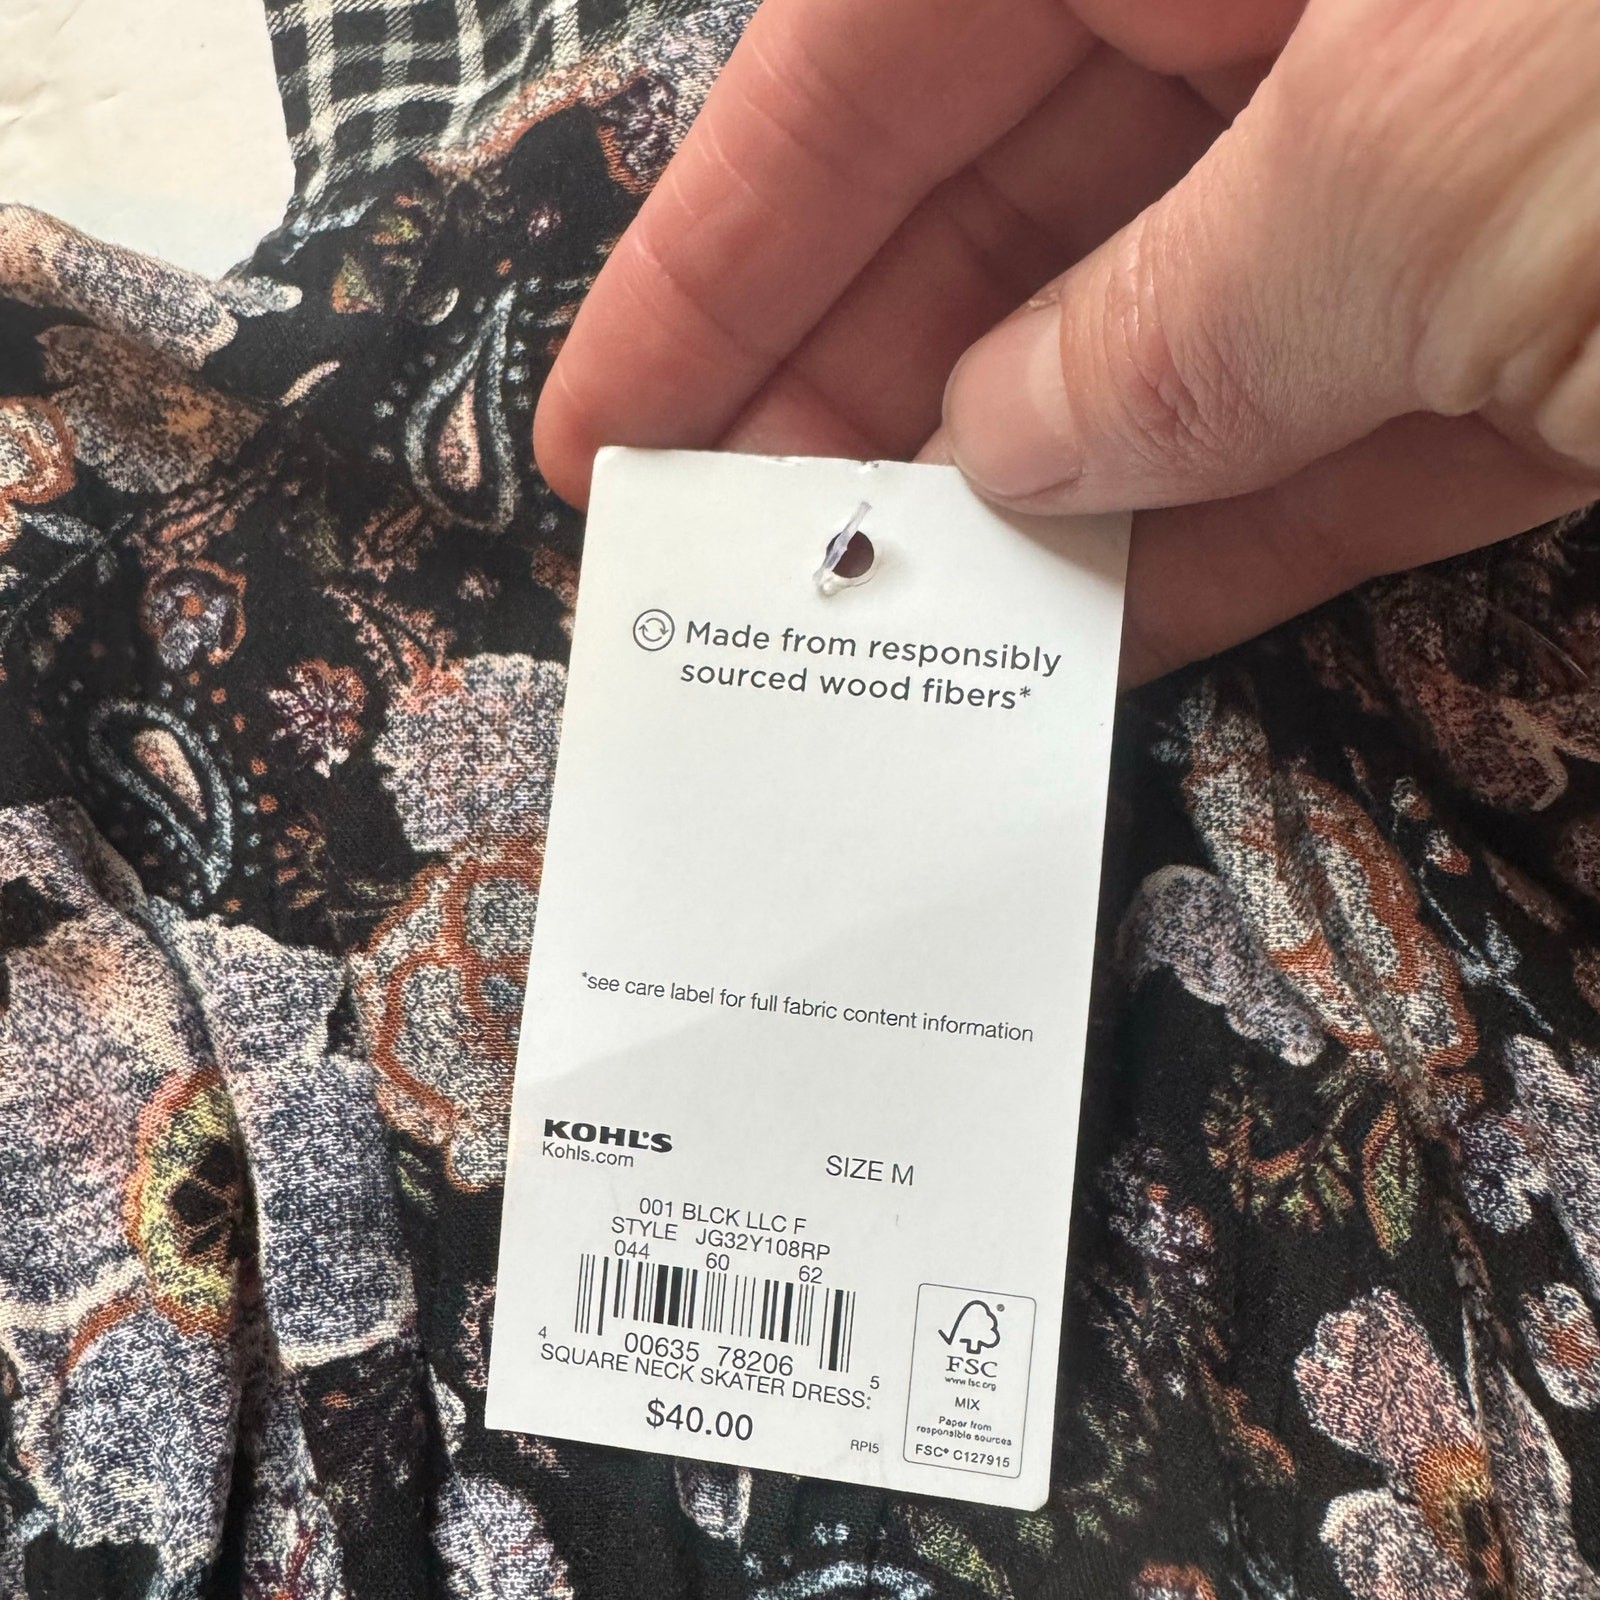 Made from responsibly
sourced wood fibers*
*see care label for full fabric content information
KOHL'S
Kohls.com
SIZE M
001 BLCK LLC F
STYLE JG32Y108RP
044 60 62
4 00635 78206 5
SQUARE NECK SKATER DRESS:
$40.00
RPI5
FSC®
www.fsc.org
MIX
Paper from
responsible sources
FSC® C127915